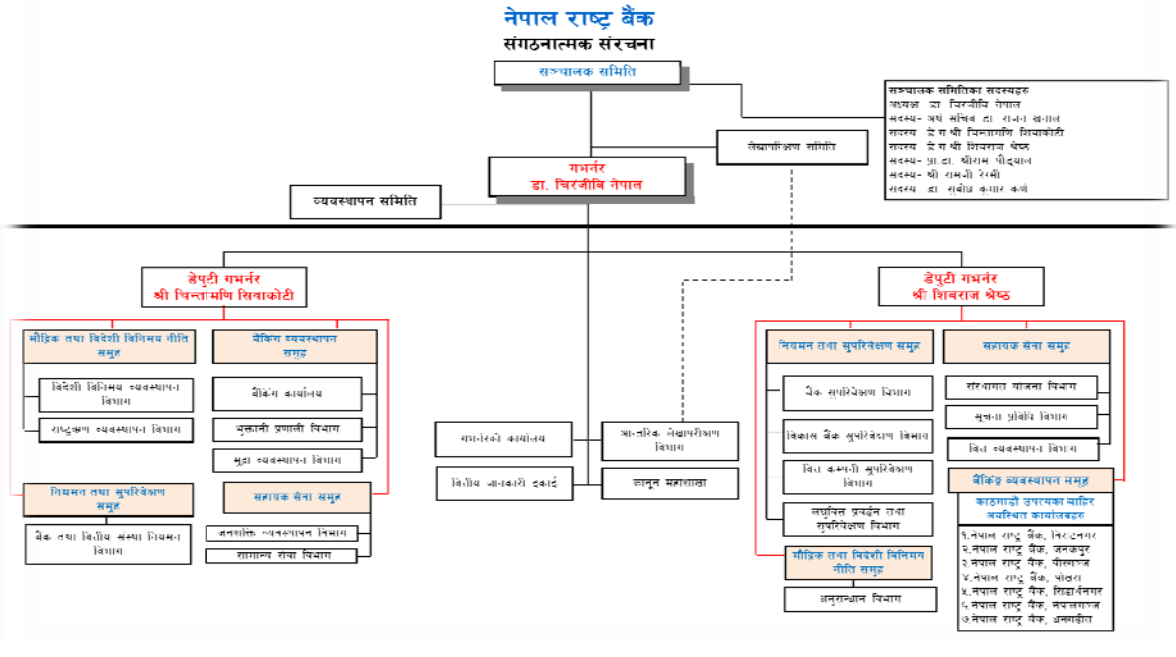 नेपाल राष्ट्र बैंक
संगठनात्मक संरचना
सञ्चालक समिति
सञ्चालक समितिका सदस्यहरु
अध्यक्ष डा चिरंजीबि नेपाल
सदस्य- अर्थ सचिव डा राजन खनाल
सदस्य डे ग श्री चिन्तामणि शिवाकोटी
सदस्य डे ग श्री शिवराज श्रेष्ठ
सदस्य- प्रा.डा. श्रीराम पौड्याल
सदस्य- श्री रामजी रेग्मी
सदस्य डा सुबोध कुमार कर्ण
लेखापरिक्षण समिति
गभर्नर
डा. चिरंजीबि नेपाल
व्यवस्थापन समिति
डेपुटी गभर्नर
श्री चिन्तामणि सिवाकोटी
डेपुटी गभर्नर
श्री शिबराज श्रेष्ठ
मौद्रिक तथा विदेशी विनिमय नीति
समुह
विदेशी विनिमय व्यवस्थापन
विभाग
राष्ट्रऋण व्यवस्थापन विभाग
बैंकिंग व्यवस्थापन
समुह
बैंकिंग कार्यालय
भुक्तानी प्रणाली विभाग
मुद्रा व्यवस्थापन विभाग
नियमन तथा सुपरिवेक्षण
समुह
बैंक तथा वित्तीय संस्था नियमन
विभाग
सहायक सेवा समुह
जनशक्ति व्यवस्थापन विभाग
सामान्य सेवा विभाग
गभर्नरको कार्यालय
आन्तरिक लेखापरीक्षण
विभाग
वित्तीय जानकारी इकाई
कानून महाशाखा
नियमन तथा सुपरिवेक्षण समुह
बैंक सुपरिवेक्षण विभाग
विकास बैंक सुपरिवेक्षण विभाग
वित्त कम्पनी सुपरिवेक्षण
विभाग
लघुवित्त प्रवर्द्धन तथा
सुपरिवेक्षण विभाग
मौद्रिक तथा विदेशी विनिमय
नीति समुह
अनुसन्धान विभाग
सहायक सेवा समुह
संस्थागत योजना विभाग
सूचना प्रविधि विभाग
वित्त व्यवस्थापन विभाग
बैंकिङ्ग व्यवस्थापन समुह
काठमाडौं उपत्यका बाहिर
अवस्थित कार्यालयहरु
१.नेपाल राष्ट्र बैंक, विराटनगर
२.नेपाल राष्ट्र बैंक, जनकपुर
३.नेपाल राष्ट्र बैंक, वीरगञ्ज
४.नेपाल राष्ट्र बैंक, पोखरा
५.नेपाल राष्ट्र बैंक, सिद्धार्थनगर
६.नेपाल राष्ट्र बैंक, नेपालगञ्ज
७.नेपाल राष्ट्र बैंक, धनगढीत